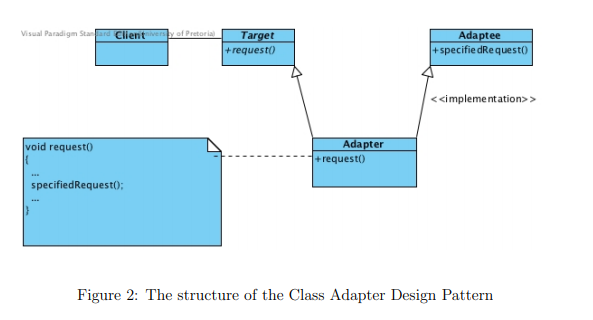 Visual Paradigm Standard (University of Pretoria)
Client
Target
+request()
Adaptee
+specifiedRequest()
<<implementation>>
void request()
{
...
specifiedRequest();
...
}
Adapter
+request()
Figure 2: The structure of the Class Adapter Design Pattern